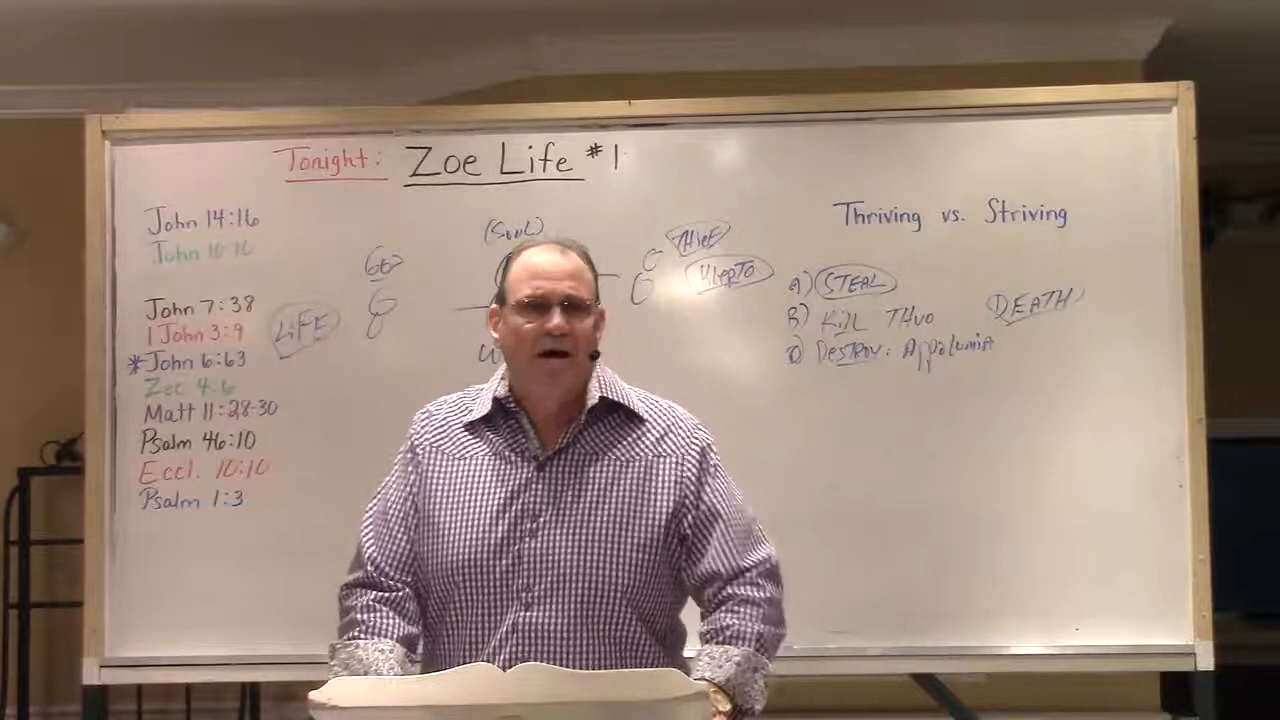 Tonight: Zoe Life #1
John 14:16
John 10:10
John 7:38
1 John 3:9
*John 6:63
Zec 4:6
Matt 11:28-30
Psalm 46:10
Eccl. 10:10
Psalm 1:3
LIFE
(SOUL)
THIEF
KLEPTO
Thriving vs. Striving
A) STEAL
B) Kill THUO
DESTROY:
DEATH